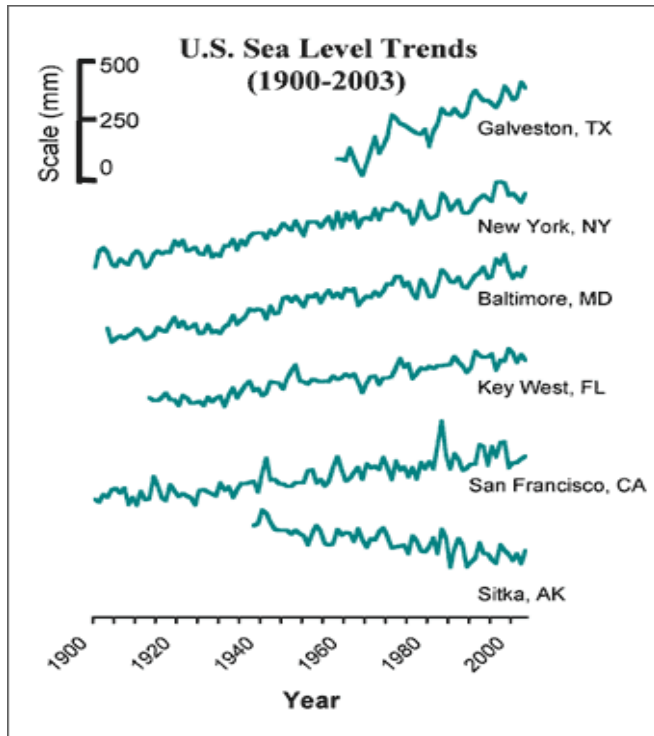 U.S. Sea Level Trends
(1900-2003)
Scale (mm)
500
250
0
Galveston, TX
New York, NY
Baltimore, MD
Key West, FL
San Francisco, CA
Sitka, AK
1900
1920
1940
1960
1980
2000
Year